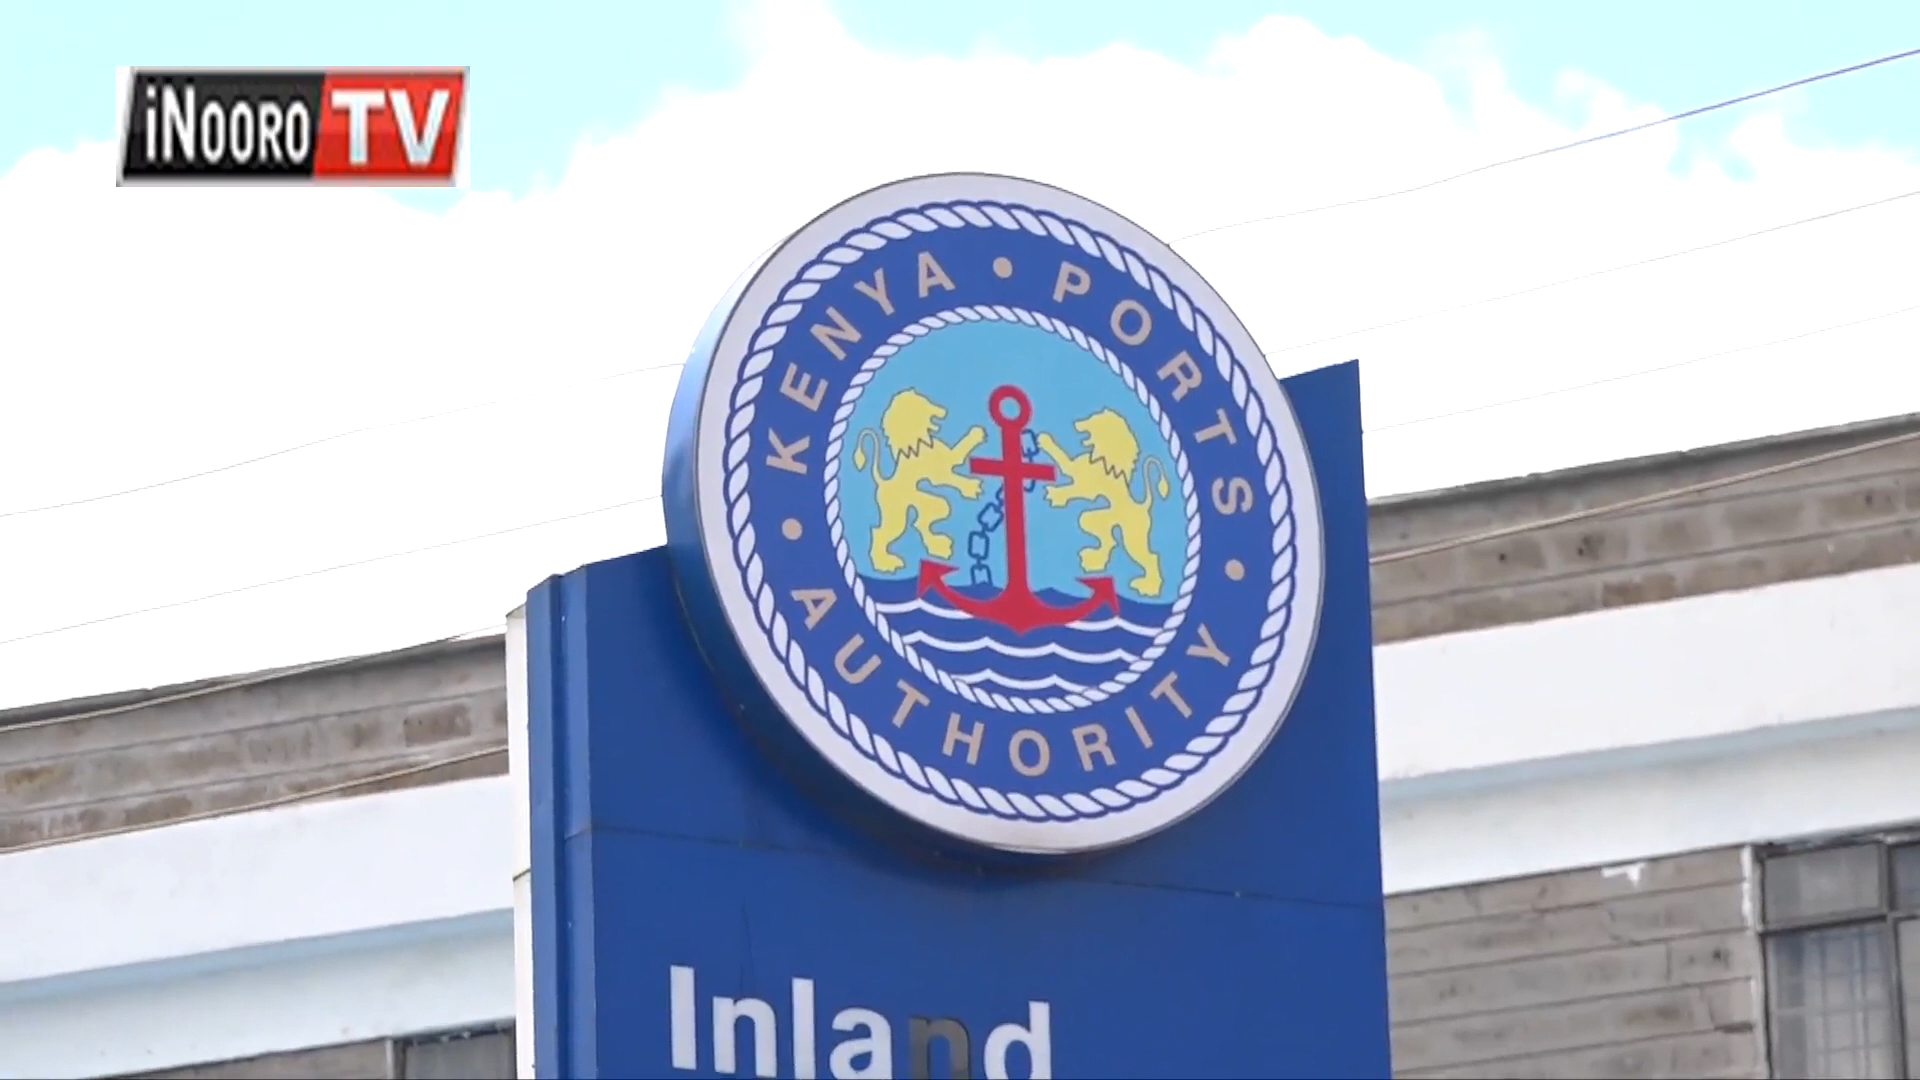 iNOORO TV
KENYA • PORTS
• AUTHORITY •
Inland